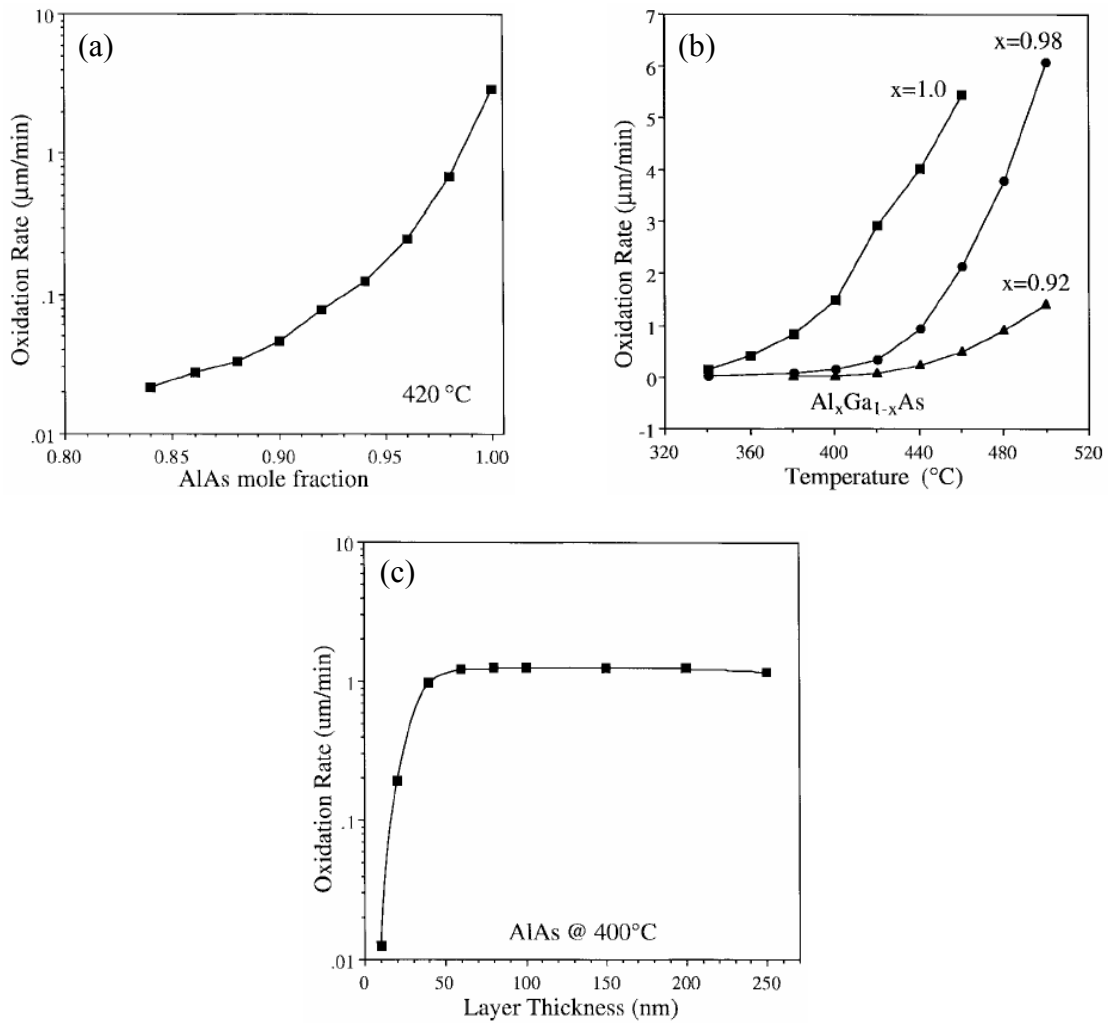 (a)
10
1
.1
.01
Oxidation Rate (μm/min)
0.80 0.85 0.90 0.95 1.00
AlAs mole fraction
420 °C
(b)
7
6
5
4
3
2
1
0
-1
Oxidation Rate (μm/min)
x=0.98
x=1.0
x=0.92
AlxGa1-xAs
320 360 400 440 480 520
Temperature (°C)
(c)
10
1
.1
.01
Oxidation Rate (um/min)
AlAs @ 400°C
0 50 100 150 200 250
Layer Thickness (nm)